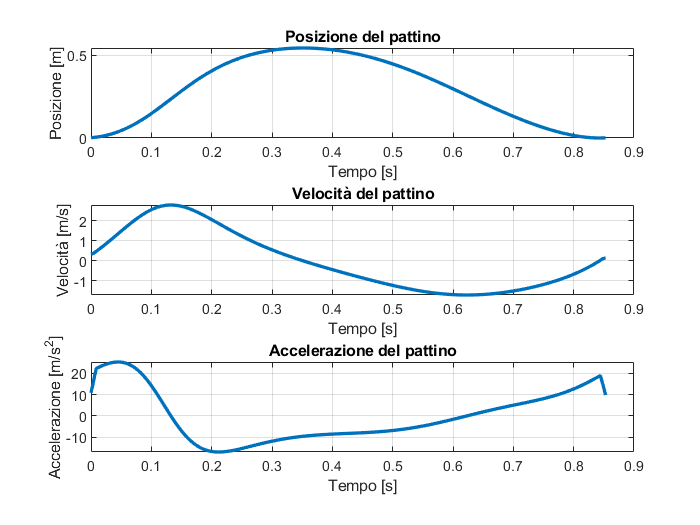 Posizione del pattino
Posizione [m]
0.5
0
0 0.1 0.2 0.3 0.4 0.5 0.6 0.7 0.8 0.9
Tempo [s]
Velocità del pattino
Velocità [m/s]
2
1
0
-1
0 0.1 0.2 0.3 0.4 0.5 0.6 0.7 0.8 0.9
Tempo [s]
Accelerazione del pattino
Accelerazione [m/s²]
20
10
0
-10
0 0.1 0.2 0.3 0.4 0.5 0.6 0.7 0.8 0.9
Tempo [s]